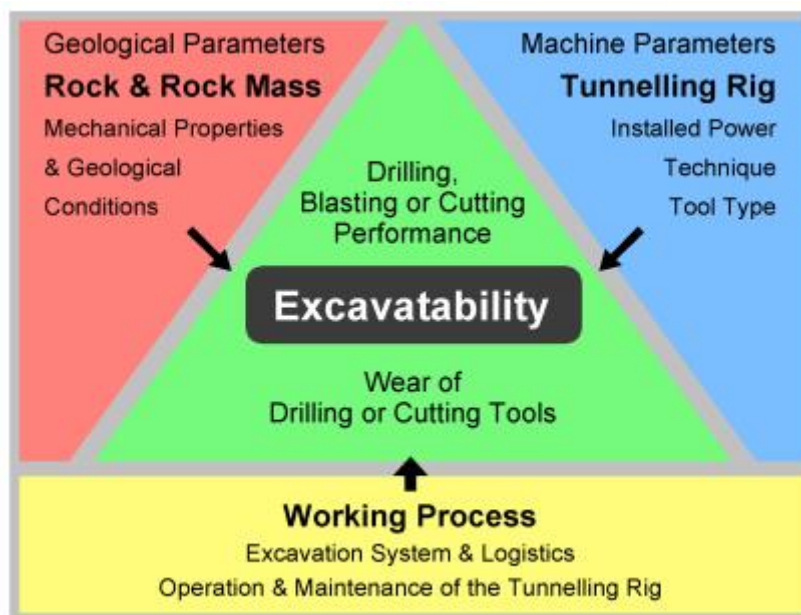 Geological Parameters
Rock & Rock Mass
Mechanical Properties
& Geological
Conditions
Machine Parameters
Tunnelling Rig
Installed Power
Technique
Tool Type
Drilling,
Blasting or Cutting
Performance
Excavatability
Wear of
Drilling or Cutting Tools
Working Process
Excavation System & Logistics
Operation & Maintenance of the Tunnelling Rig